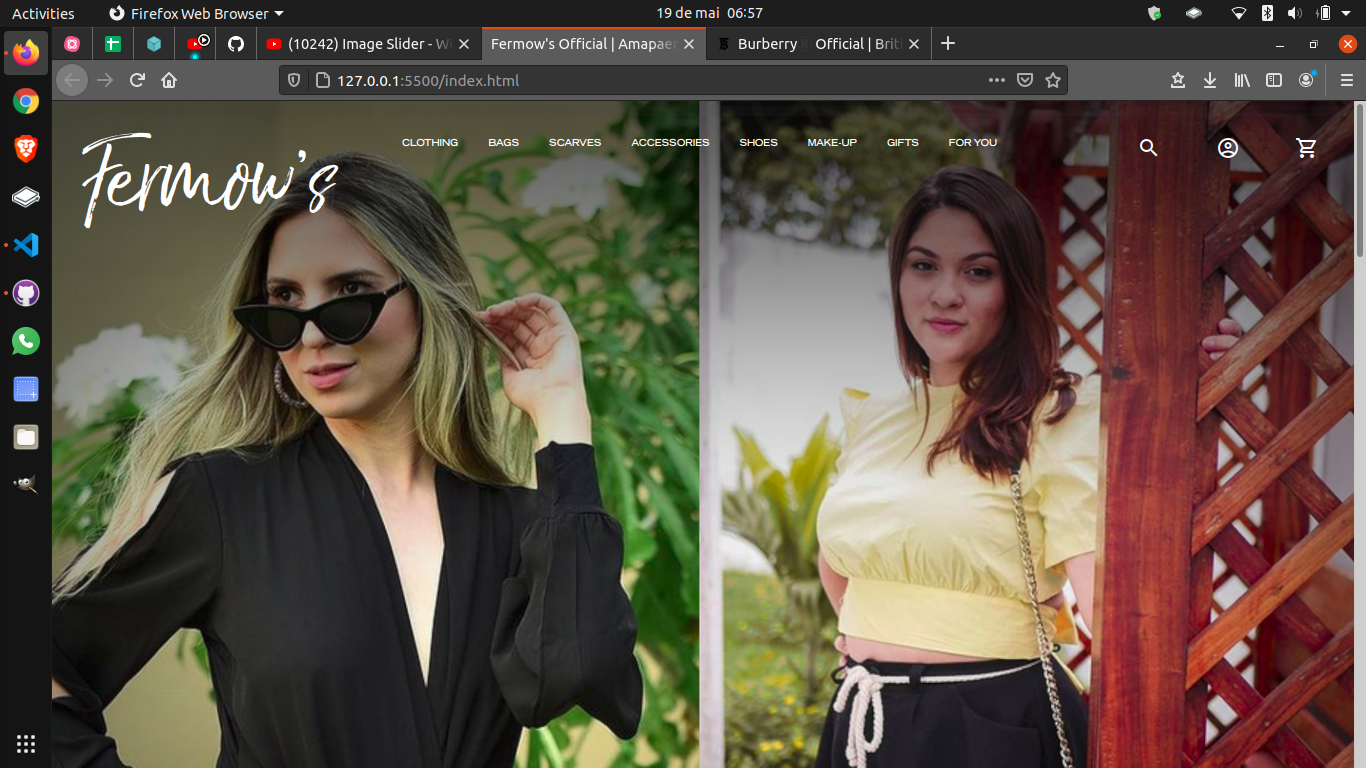 Activities
Firefox Web Browser
19 de mai 06:57
(10242) Image Slider - W
Fermow's Official | Amapae
Burberry
Official | Brit
127.0.0.1:5500/index.html
Fermow's
CLOTHING BAGS SCARVES ACCESSORIES SHOES MAKE-UP GIFTS FOR YOU